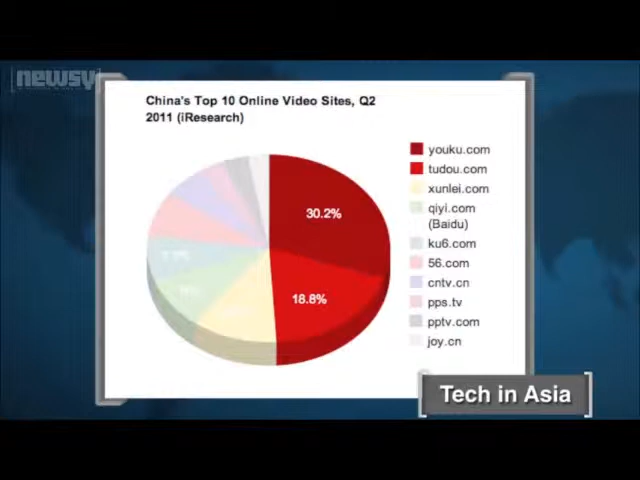 newsy
China's Top 10 Online Video Sites, Q2
2011 (iResearch)
30.2%
18.8%
youku.com
tudou.com
xunlei.com
qiyi.com
(Baidu)
ku6.com
56.com
cntv.cn
pps.tv
pptv.com
joy.cn
Tech in Asia